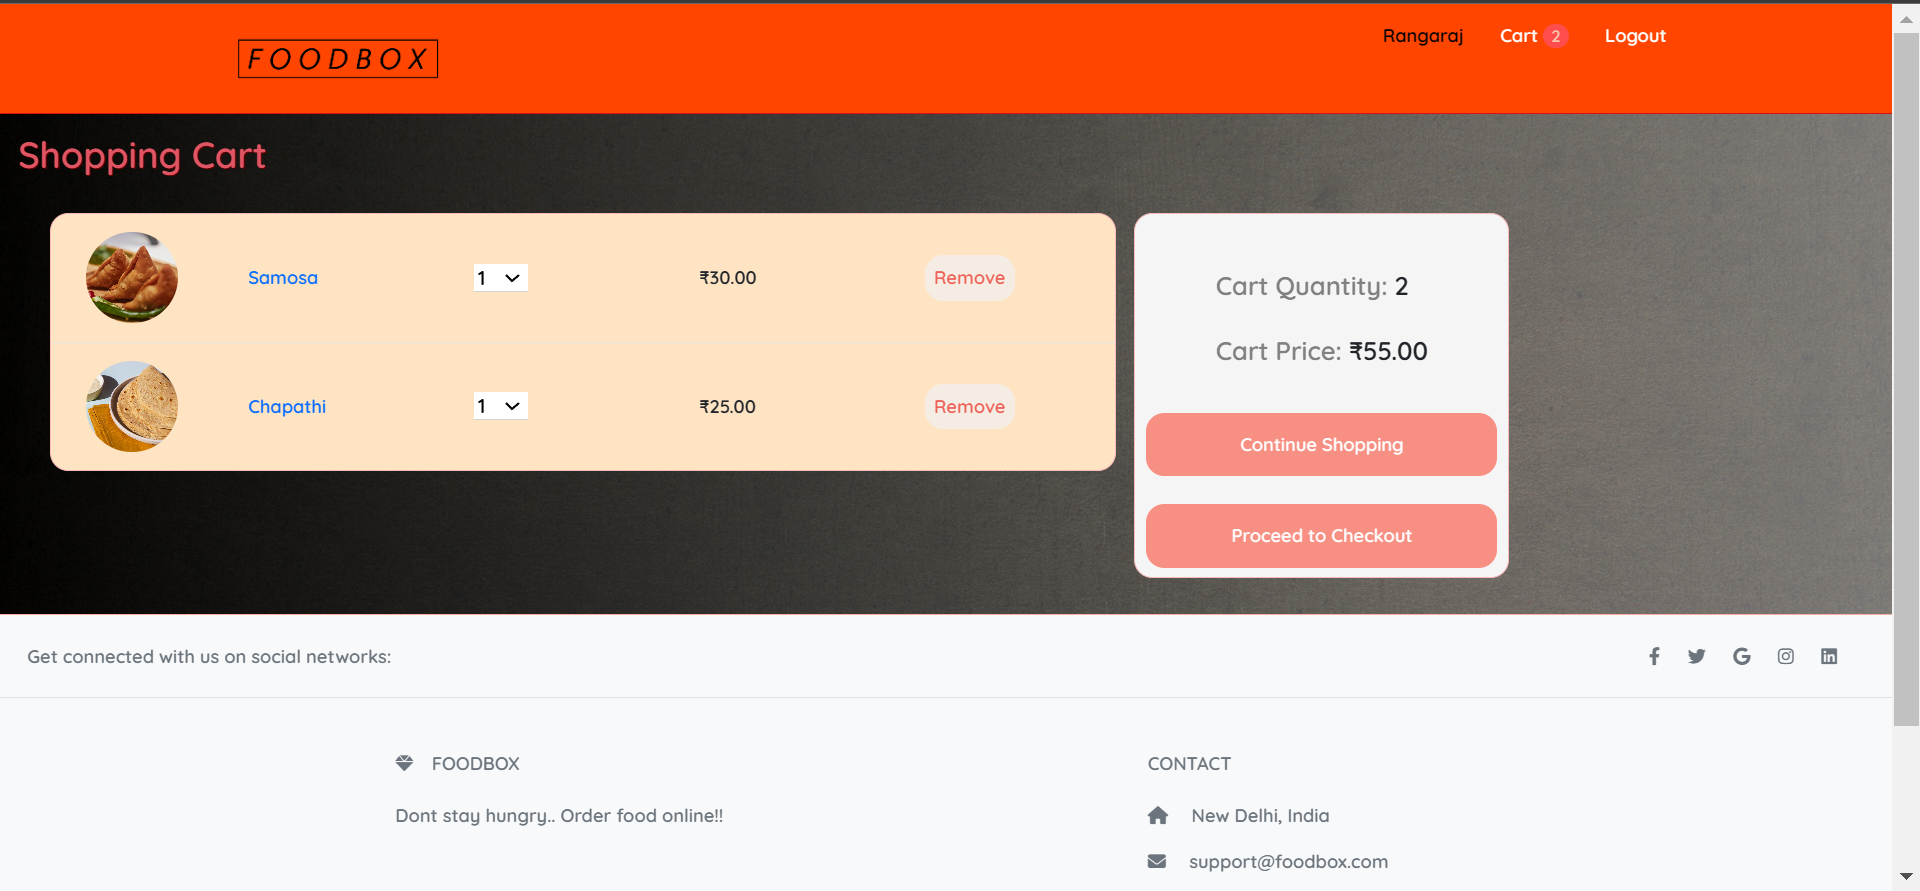 FOODBOX
Rangaraj Cart 2 Logout
Shopping Cart
Samosa 1 ₹30.00 Remove
Chapathi 1 ₹25.00 Remove
Cart Quantity: 2
Cart Price: ₹55.00
Continue Shopping
Proceed to Checkout
Get connected with us on social networks:
FOODBOX
Dont stay hungry.. Order food online!!
CONTACT
New Delhi, India
support@foodbox.com